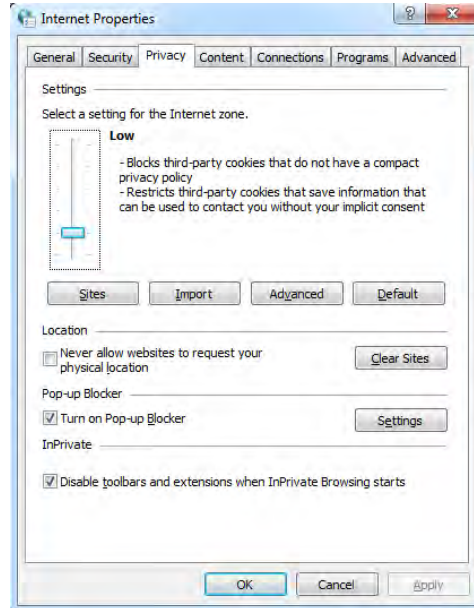 Internet Properties
General Security Privacy Content Connections Programs Advanced
Settings
Select a setting for the Internet zone.
Low
- Blocks third-party cookies that do not have a compact
privacy policy
- Restricts third-party cookies that save information that
can be used to contact you without your implicit consent
Sites Import Advanced Default
Location
Never allow websites to request your
physical location
Clear Sites
Pop-up Blocker
Turn on Pop-up Blocker
Settings
InPrivate
Disable toolbars and extensions when InPrivate Browsing starts
OK Cancel Apply